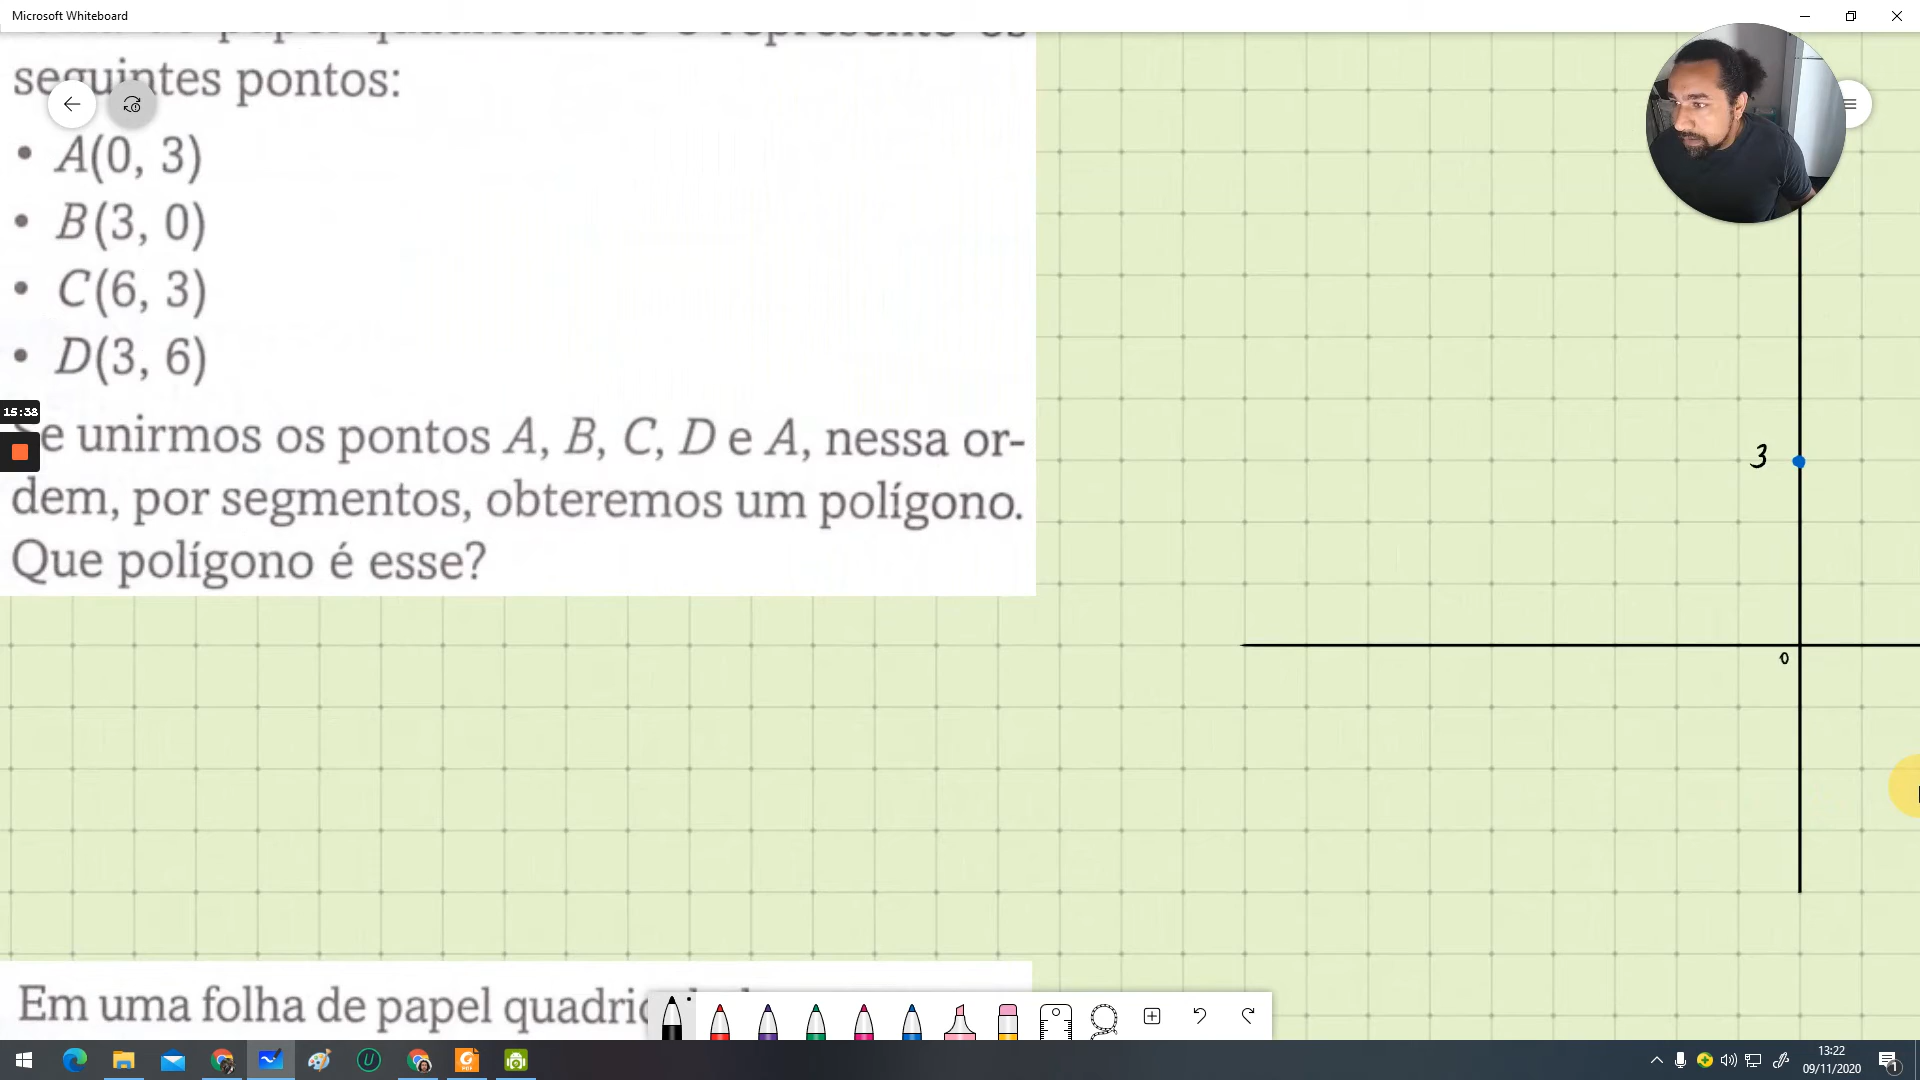 Microsoft Whiteboard
seguintes pontos:
• A(0, 3)
• B(3, 0)
• C(6, 3)
• D(3, 6)
15:38
e unirmos os pontos A, B, C, D e A, nessa or-
dem, por segmentos, obteremos um polígono.
Que polígono é esse?
3
0
Em uma folha de papel
13:22
09/11/2020
1